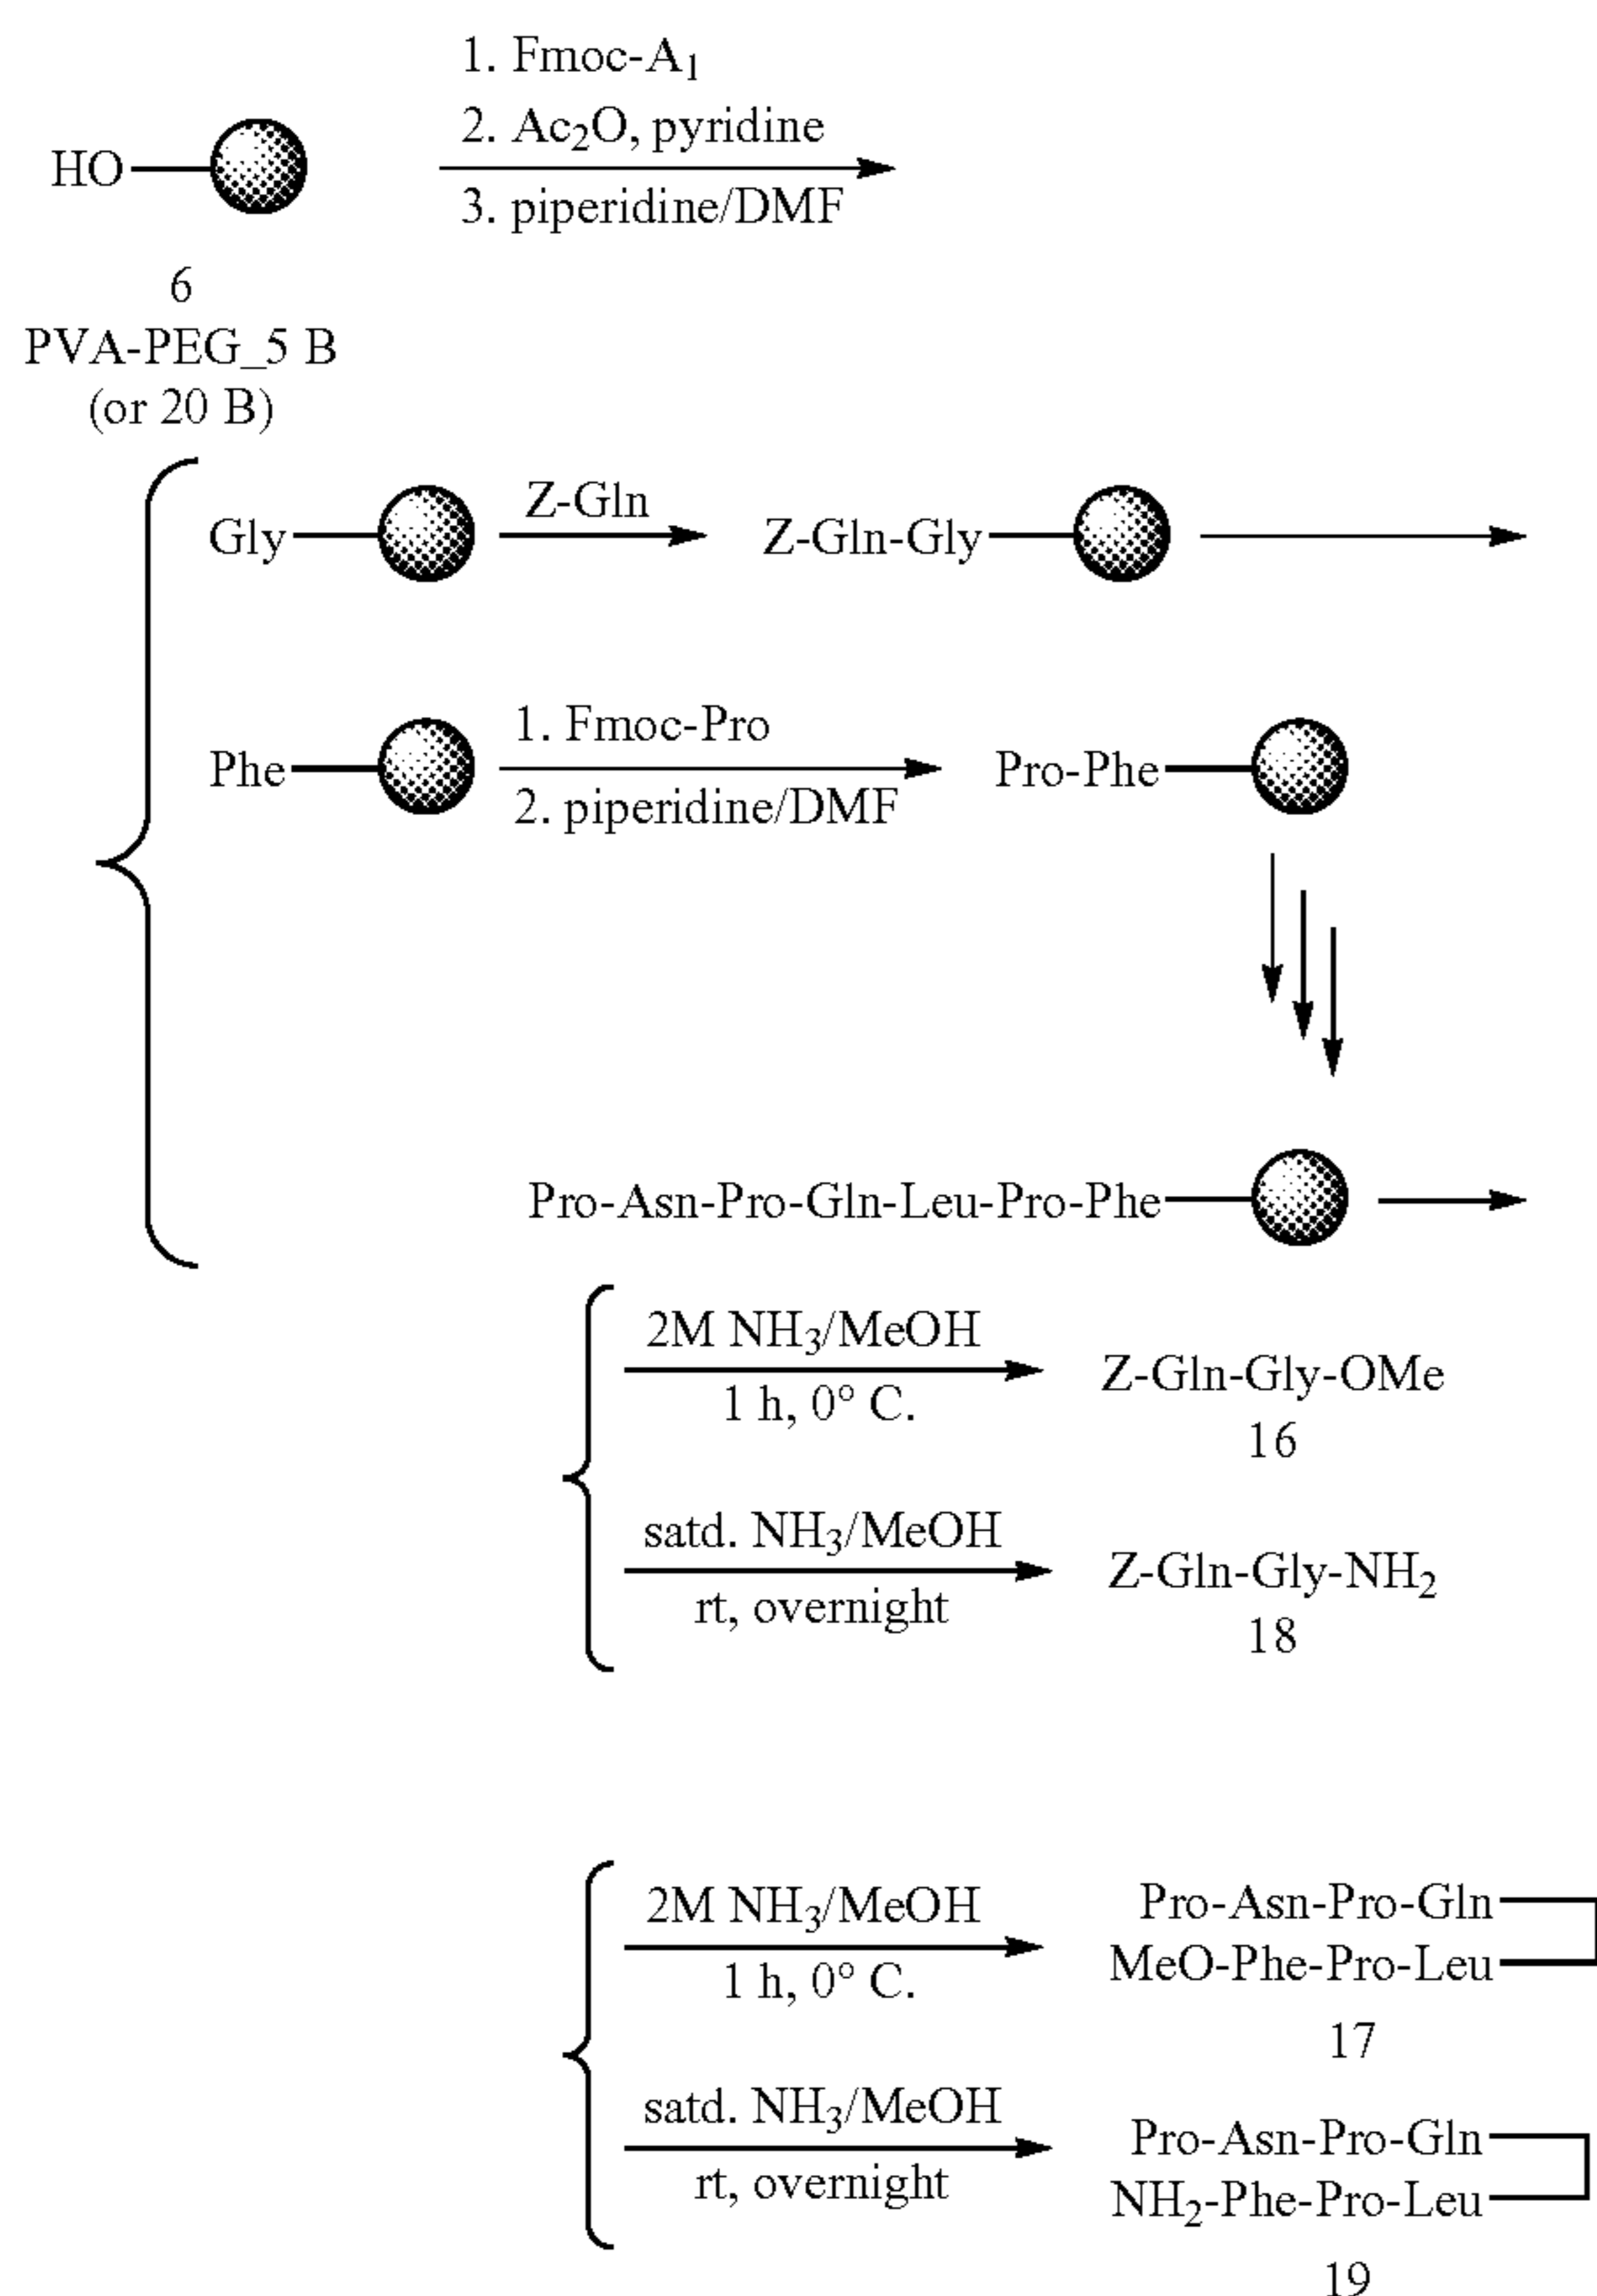 1. Fmoc-A₁
2. Ac₂O, pyridine
HO
3. piperidine/DMF
6
PVA-PEG_5 B
(or 20 B)
Gly
Z-Gln
Z-Gln-Gly
Phe
1. Fmoc-Pro
2. piperidine/DMF
Pro-Phe
Pro-Asn-Pro-Gln-Leu-Pro-Phe
2M NH₃/MeOH
1 h, 0° C.
Z-Gln-Gly-OMe
16
satd. NH₃/MeOH
rt, overnight
Z-Gln-Gly-NH₂
18
2M NH₃/MeOH
1 h, 0° C.
Pro-Asn-Pro-Gln
MeO-Phe-Pro-Leu
17
satd. NH₃/MeOH
rt, overnight
Pro-Asn-Pro-Gln
NH₂-Phe-Pro-Leu
19